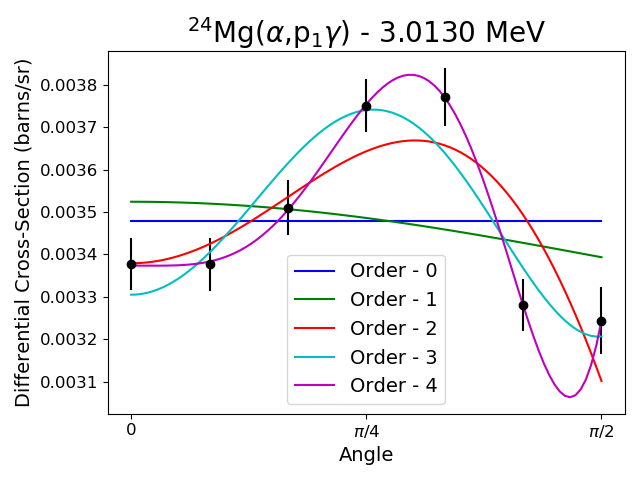 ²⁴Mg(α,p₁γ) - 3.0130 MeV
Differential Cross-Section (barns/sr)
0.0038
0.0037
0.0036
0.0035
0.0034
0.0033
0.0032
0.0031
Order - 0
Order - 1
Order - 2
Order - 3
Order - 4
0 π/4 π/2
Angle